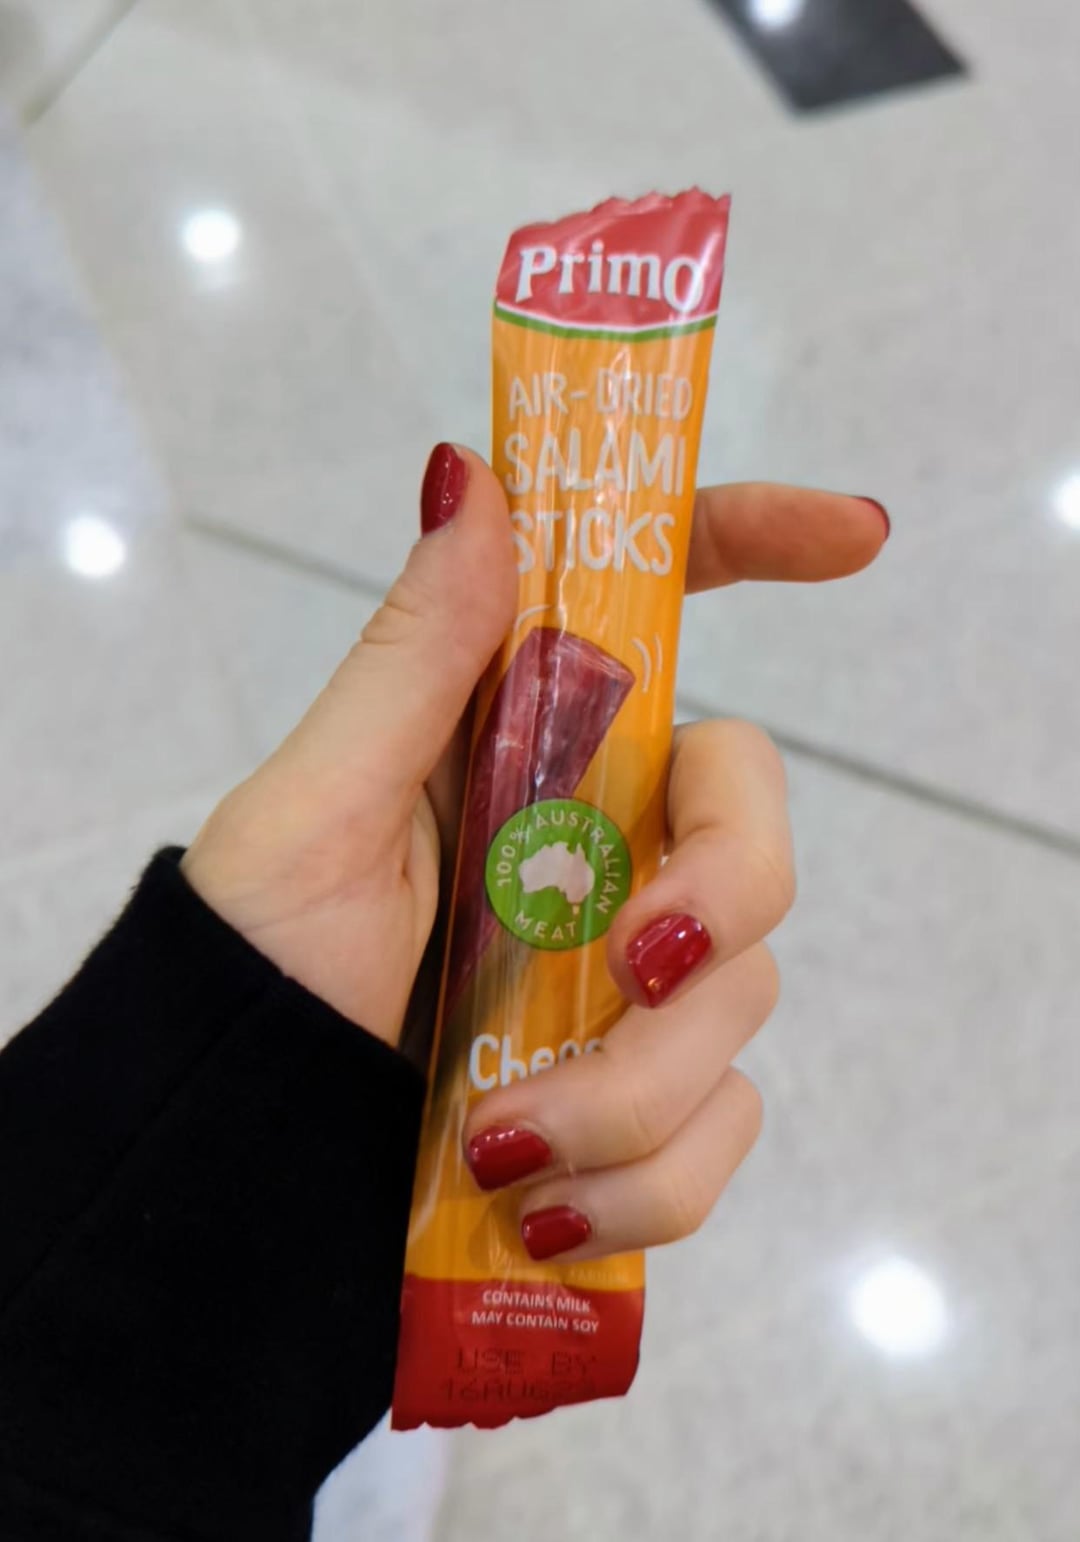 Primo
AIR-DRIED
SALAMI
STICKS
100% AUSTRALIAN
MEAT
CONTAINS MILK
MAY CONTAIN SOY
USE BY